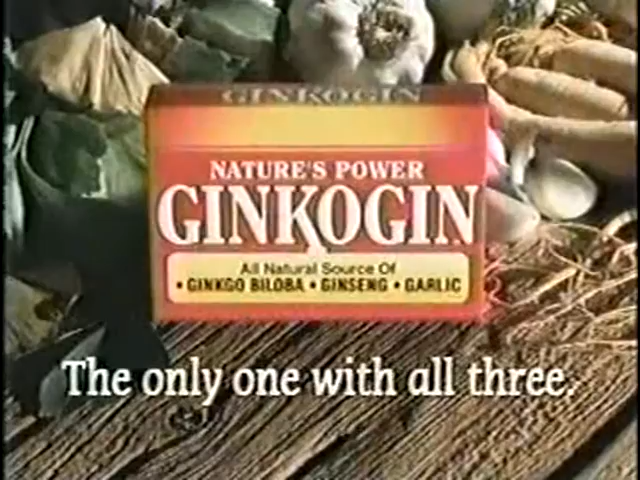 GINKOGIN
NATURE'S POWER
GINKOGIN
All Natural Source Of
• GINKGO BILOBA • GINSENG • GARLIC
The only one with all three.